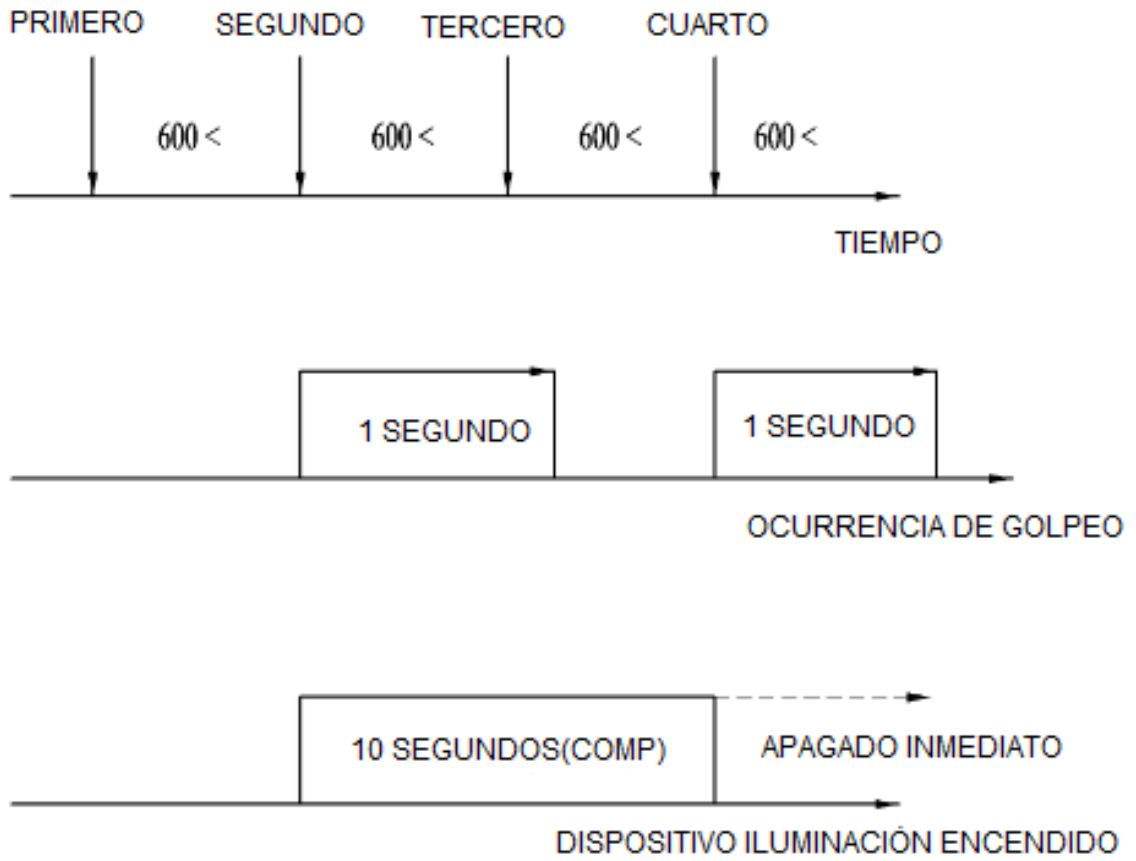 PRIMERO SEGUNDO TERCERO CUARTO
600 < 600 < 600 < 600 <
TIEMPO
1 SEGUNDO 1 SEGUNDO
OCURRENCIA DE GOLPEO
10 SEGUNDOS(COMP) APAGADO INMEDIATO
DISPOSITIVO ILUMINACIÓN ENCENDIDO